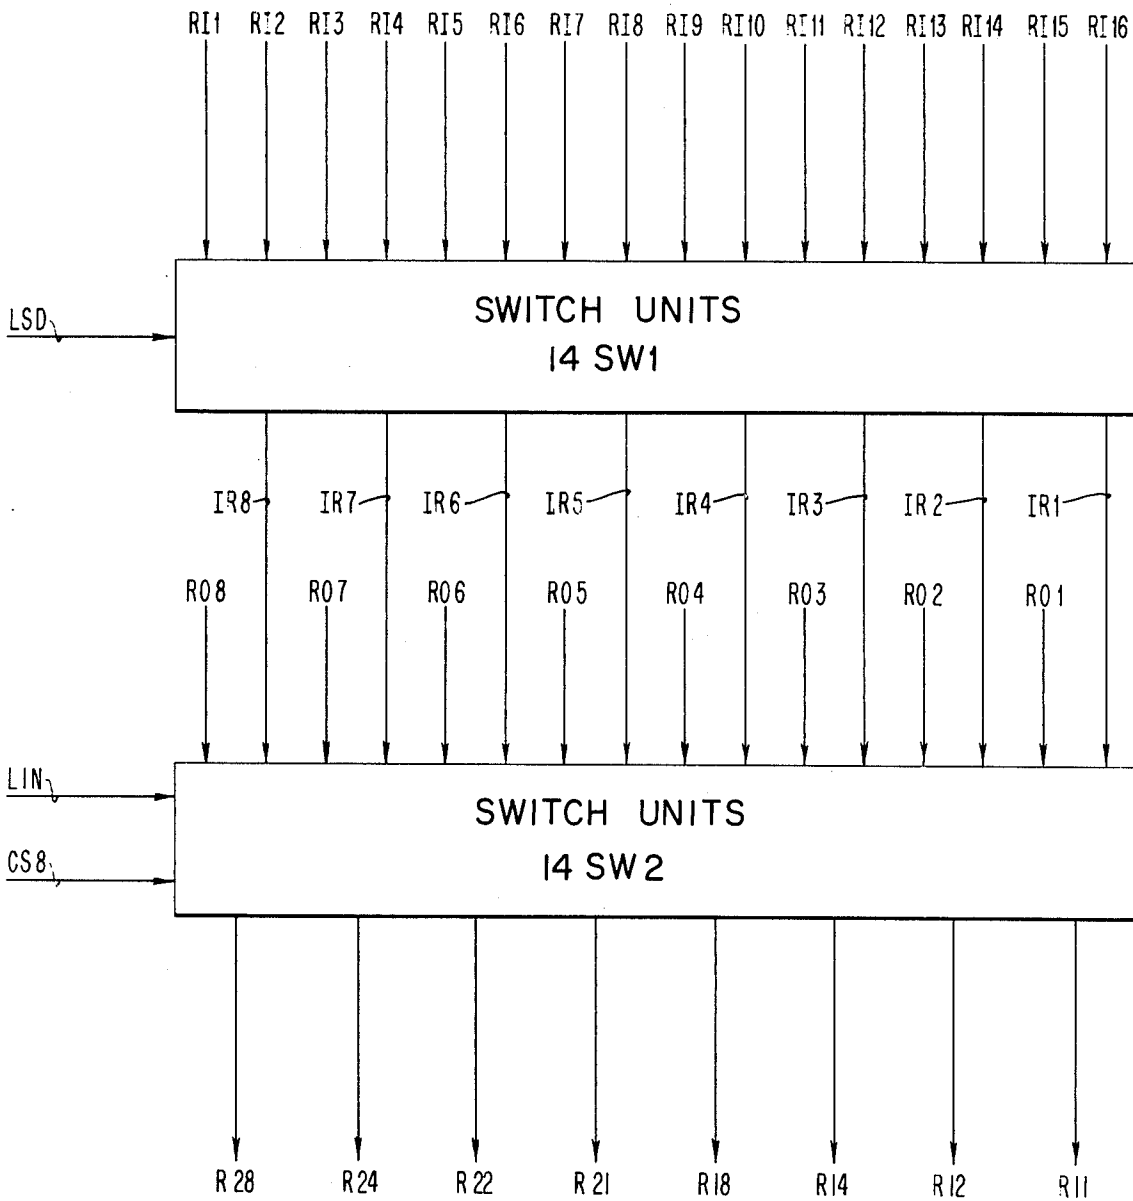 RI1 RI2 RI3 RI4 RI5 RI6 RI7 RI8 RI9 RI10 RI11 RI12 RI13 RI14 RI15 RI16
LSD
SWITCH UNITS
14 SW1
IR8 IR7 IR6 IR5 IR4 IR3 IR2 IR1
RO8 RO7 RO6 RO5 RO4 RO3 RO2 RO1
LIN
SWITCH UNITS
CS8
14 SW2
R28 R24 R22 R21 R18 R14 R12 R11